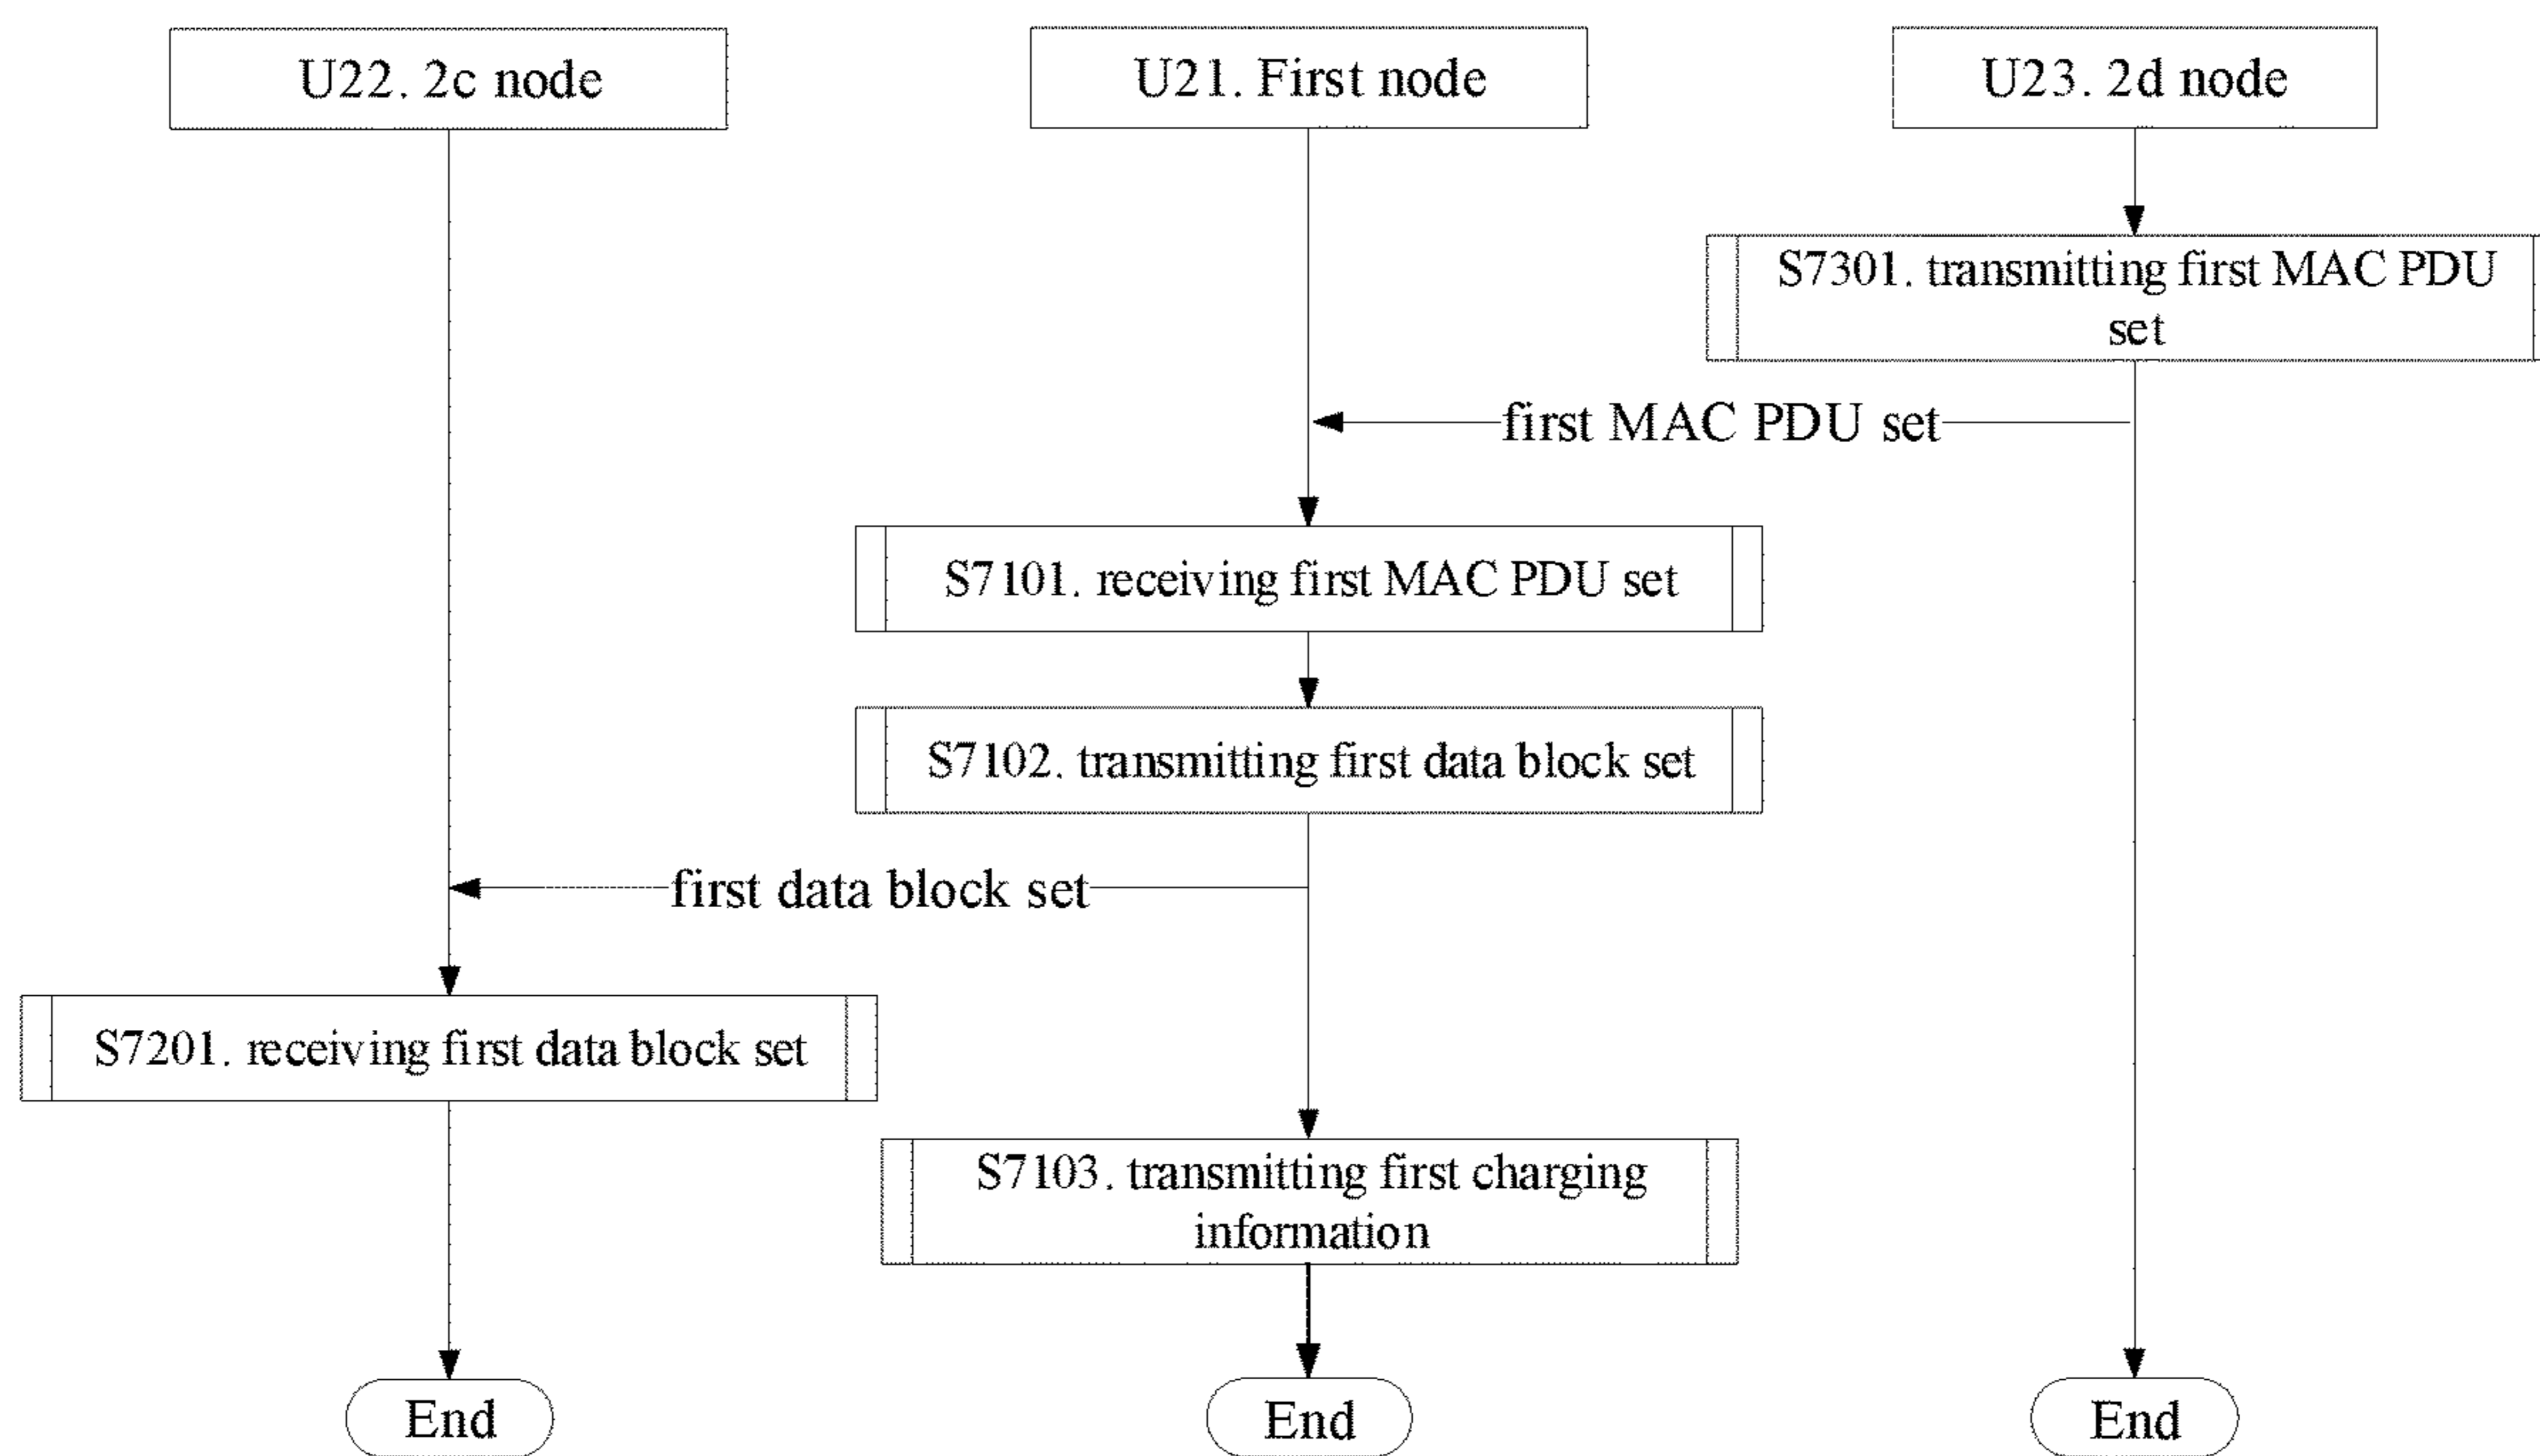 U22. 2c node
U21. First node
U23. 2d node
S7301. transmitting first MAC PDU
set
first MAC PDU set
S7101. receiving first MAC PDU set
S7102. transmitting first data block set
first data block set
S7201. receiving first data block set
S7103. transmitting first charging
information
End
End
End